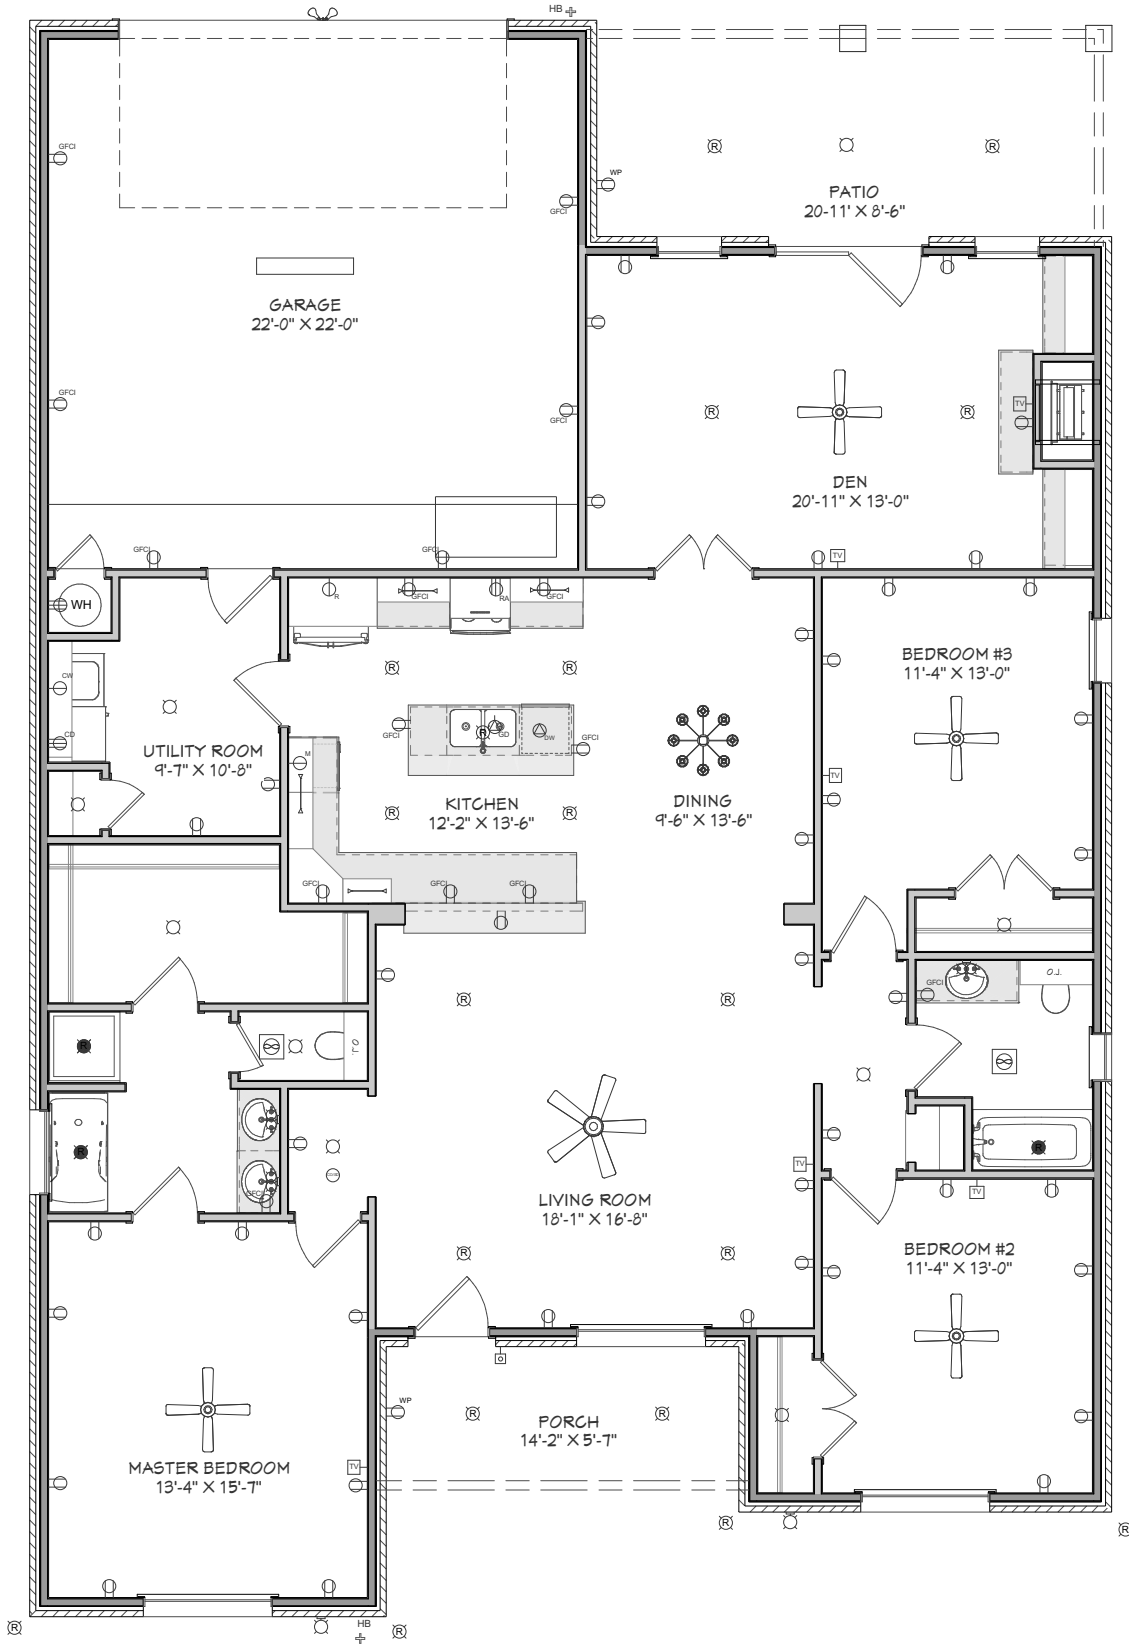 HB
GFCI
WP
R
R
PATIO
20-11' X 8'-6"
GFCI
GARAGE
22'-0" X 22'-0"
GFCI
GFCI
TV
R
R
DEN
20'-11" X 13'-0"
GFCI
GFCI
TV
WH
R
GFCI
RA
GFCI
BEDROOM #3
11'-4" X 13'-0"
R
R
CW
CD
UTILITY ROOM
9'-7" X 10'-8"
GFCI
R
GD
DW
GFCI
M
TV
KITCHEN
12'-2" X 13'-6"
R
R
DINING
9'-6" X 13'-6"
GFCI
GFCI
GFCI
J.O.
GFCI
R
R
R
J.O.
R
R
TV
TV
GFCI
LIVING ROOM
18'-1" X 16'-8"
R
R
BEDROOM #2
11'-4" X 13'-0"
WP
R
R
PORCH
14'-2" X 5'-7"
MASTER BEDROOM
13'-4" X 15'-7"
TV
R
R
R
HB
R